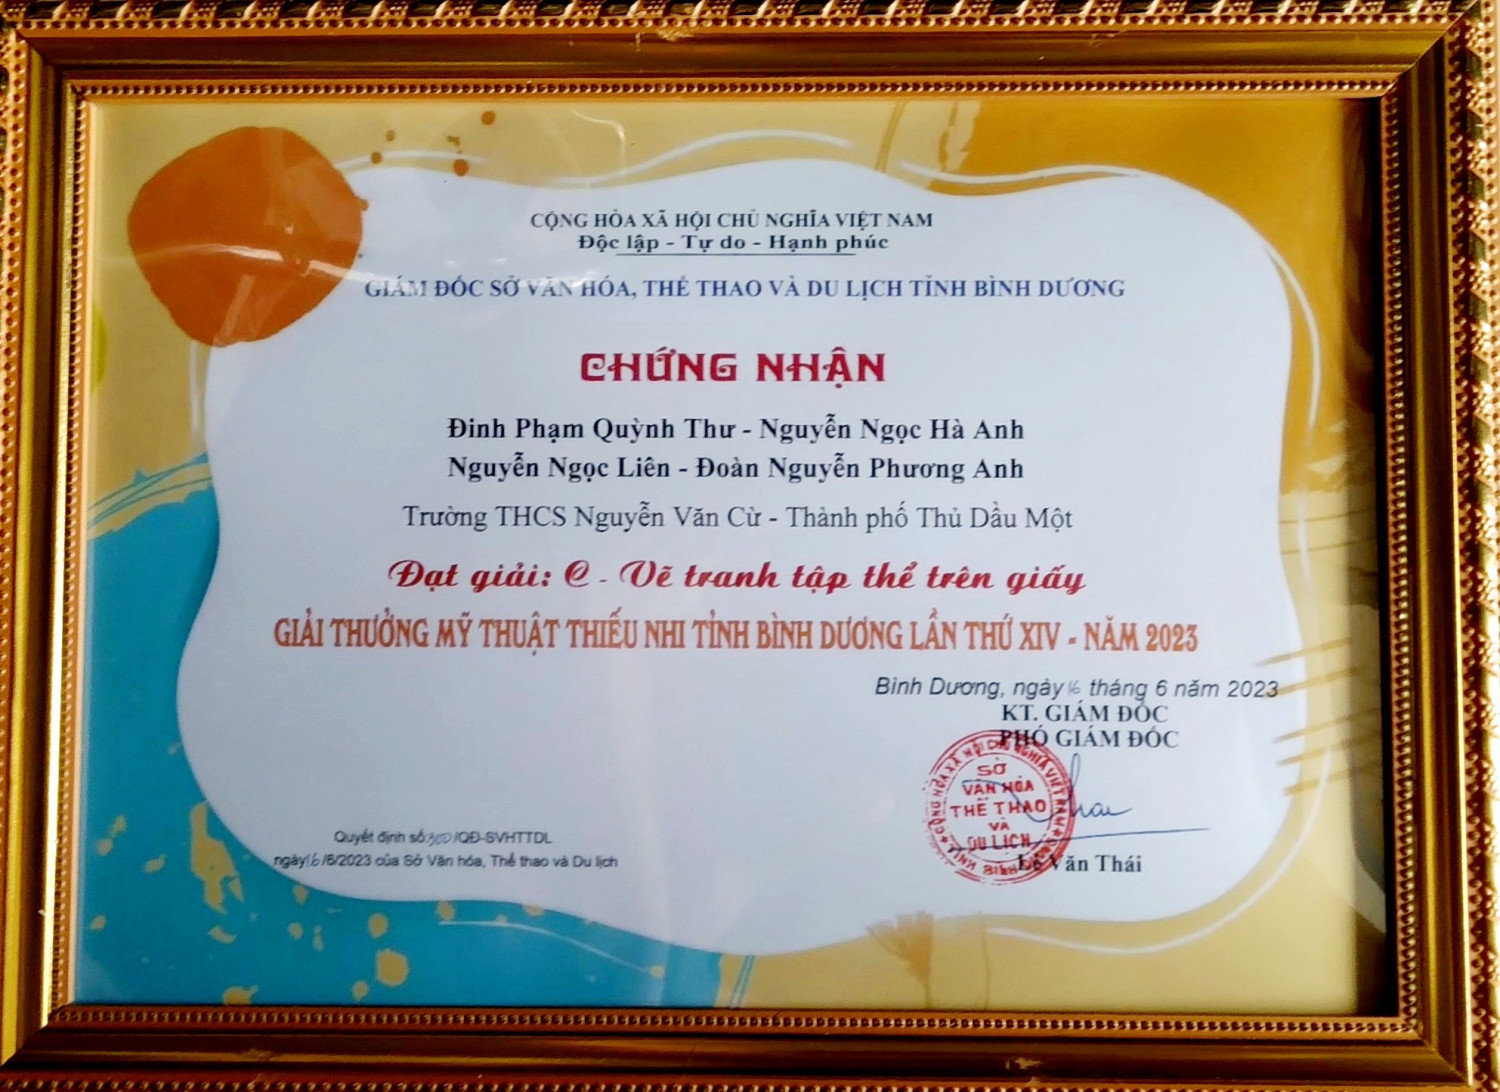 CỘNG HÒA XÃ HỘI CHỦ NGHĨA VIỆT NAM
Độc lập - Tự do - Hạnh phúc
GIÁM ĐỐC SỞ VĂN HÓA, THỂ THAO VÀ DU LỊCH TỈNH BÌNH DƯƠNG
CHỨNG NHẬN
Đinh Phạm Quỳnh Thư - Nguyễn Ngọc Hà Anh
Nguyễn Ngọc Liên - Đoàn Nguyễn Phương Anh
Trường THCS Nguyễn Văn Cừ - Thành phố Thủ Dầu Một
Đạt giải: C - Vẽ tranh tập thể trên giấy
GIẢI THƯỞNG MỸ THUẬT THIẾU NHI TỈNH BÌNH DƯƠNG LẦN THỨ XIV - NĂM 2023
Bình Dương, ngày 16 tháng 6 năm 2023
KT. GIÁM ĐỐC
PHÓ GIÁM ĐỐC
SỞ
VĂN HÓA
THỂ THAO
VÀ
DU LỊCH
Lê Văn Thái
Quyết định số: /QĐ-SVHTTDL
ngày 16/6/2023 của Sở Văn hóa, Thể thao và Du lịch